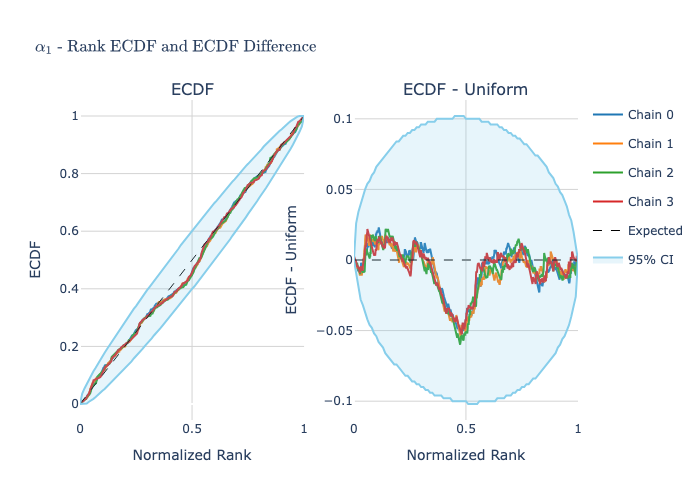 α₁ - Rank ECDF and ECDF Difference
ECDF
ECDF - Uniform
1
0.8
0.6
0.4
0.2
0
ECDF
0
0.5
1
Normalized Rank
0.1
0.05
0
−0.05
−0.1
ECDF - Uniform
0
0.5
1
Normalized Rank
Chain 0
Chain 1
Chain 2
Chain 3
Expected
95% CI